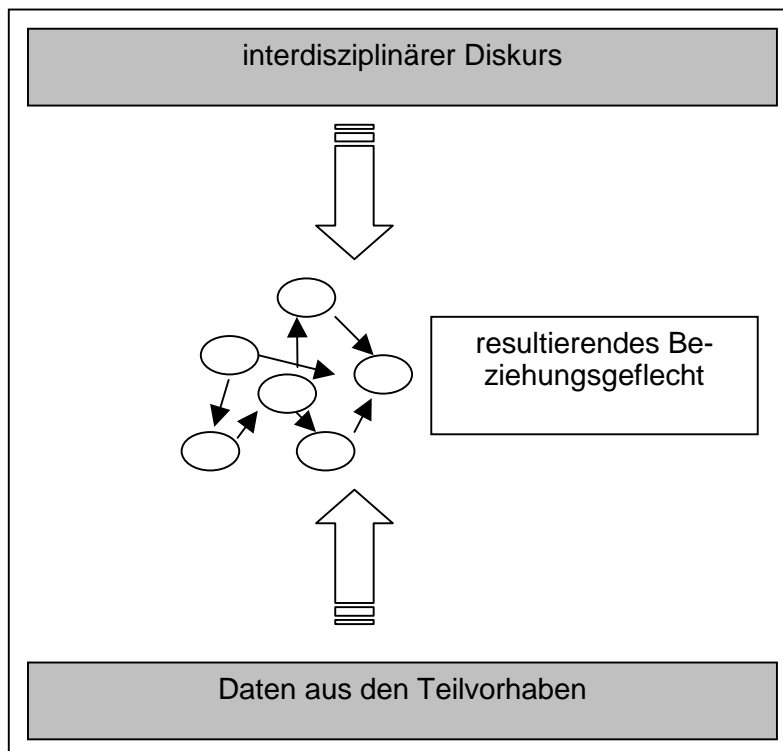 interdisziplinärer Diskurs
resultierendes Be-
ziehungsgeflecht
Daten aus den Teilvorhaben